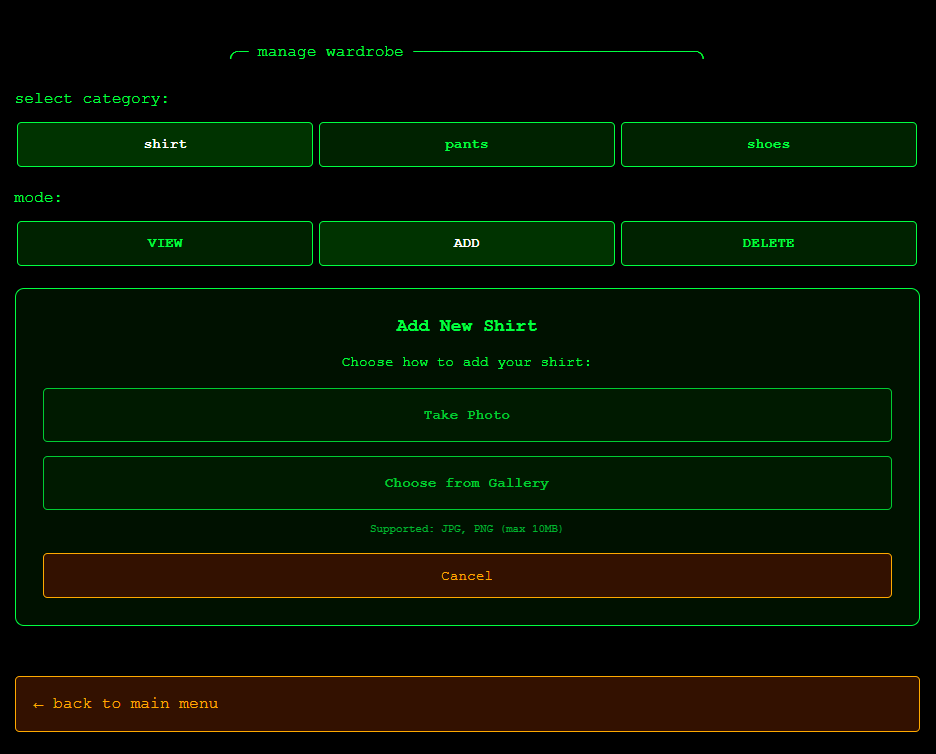 manage wardrobe
select category:
shirt pants shoes
mode:
VIEW ADD DELETE
Add New Shirt
Choose how to add your shirt:
Take Photo
Choose from Gallery
Supported: JPG, PNG (max 10MB)
Cancel
← back to main menu